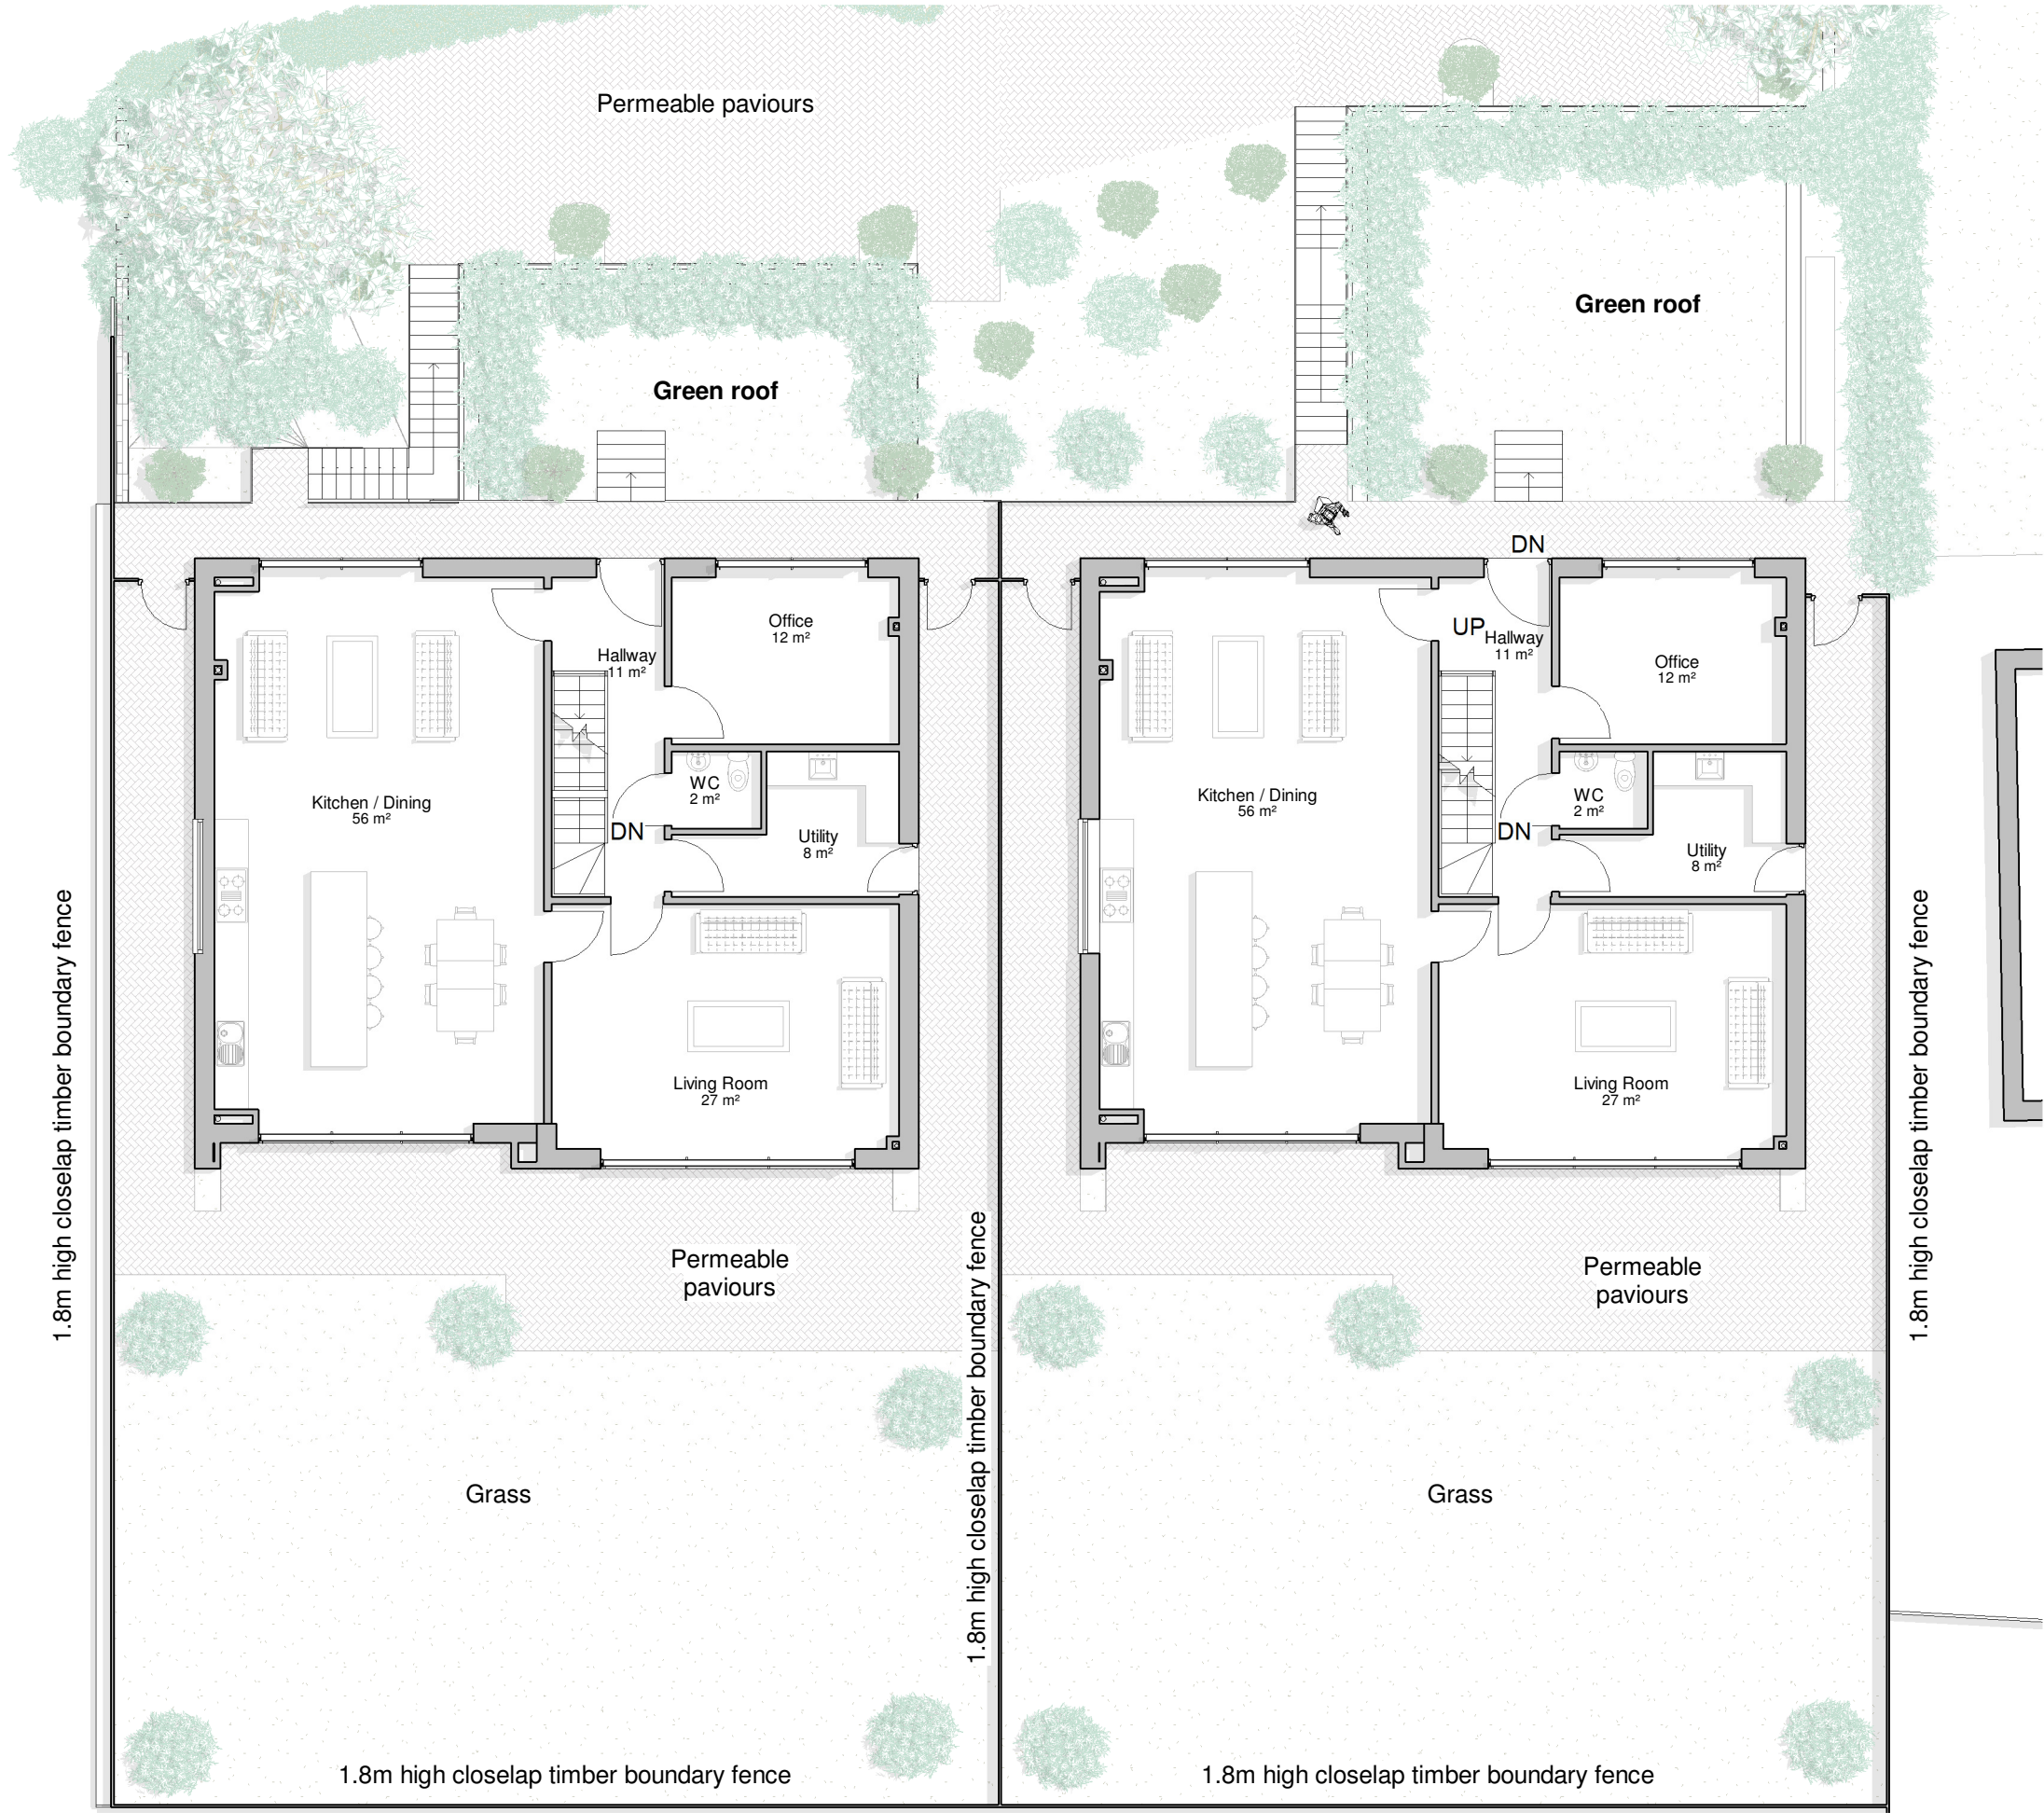 Permeable paviours
Green roof
Green roof
DN
Office
12 m²
UP
Hallway
11 m²
Hallway
11 m²
Office
12 m²
WC
2 m²
Kitchen / Dining
56 m²
DN
Utility
8 m²
WC
2 m²
Kitchen / Dining
56 m²
DN
Utility
8 m²
1.8m high closelap timber boundary fence
1.8m high closelap timber boundary fence
Living Room
27 m²
Living Room
27 m²
1.8m high closelap timber boundary fence
Permeable
paviours
Permeable
paviours
Grass
Grass
1.8m high closelap timber boundary fence
1.8m high closelap timber boundary fence